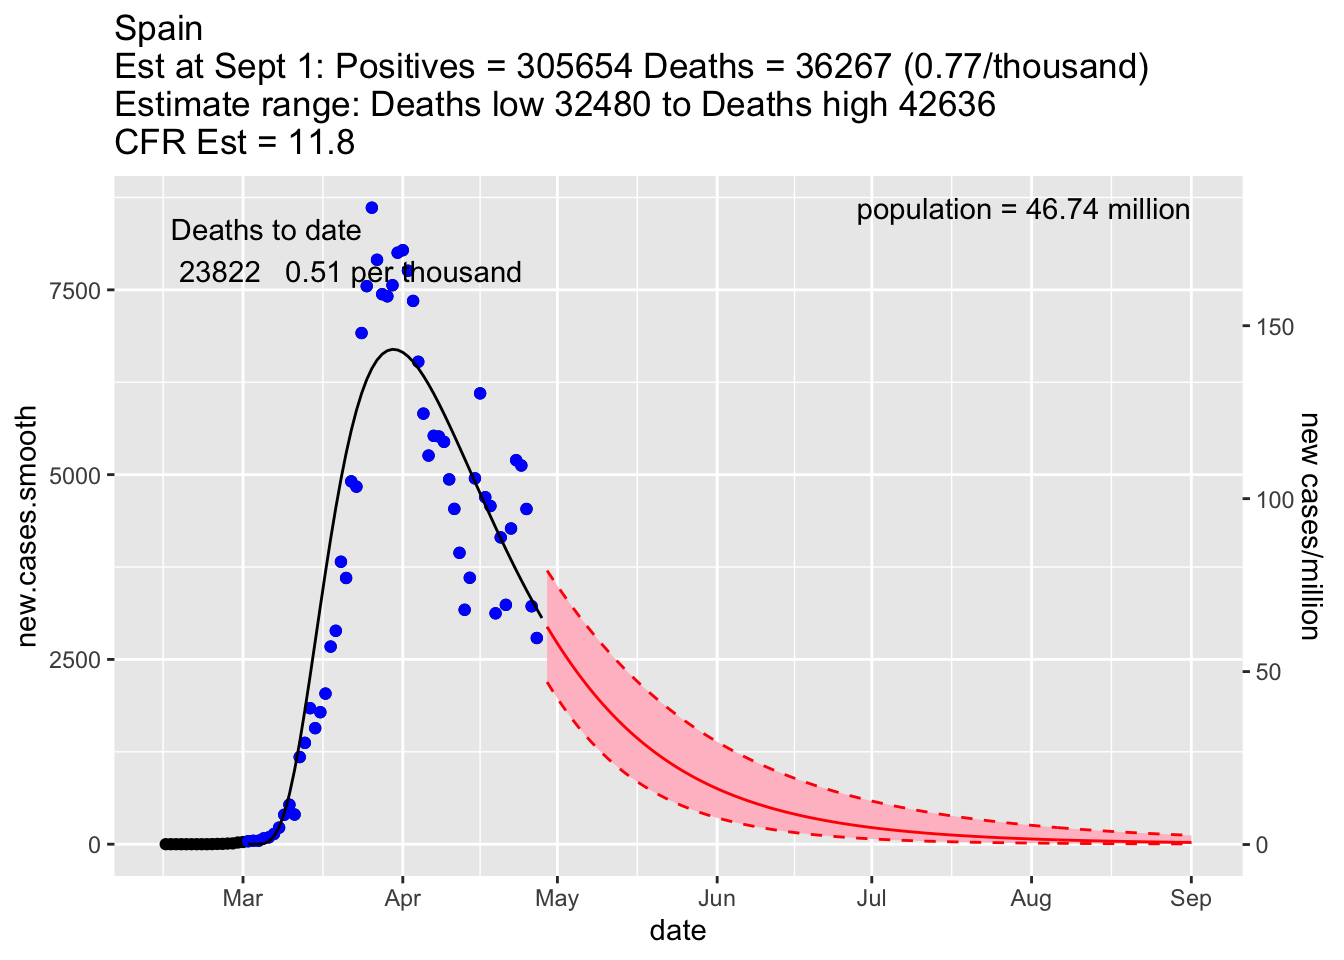 Spain
Est at Sept 1: Positives = 305654 Deaths = 36267 (0.77/thousand)
Estimate range: Deaths low 32480 to Deaths high 42636
CFR Est = 11.8
population = 46.74 million
Deaths to date
23822 0.51 per thousand
new.cases.smooth
7500
5000
2500
0
new cases/million
150
100
50
0
Mar Apr May Jun Jul Aug Sep
date